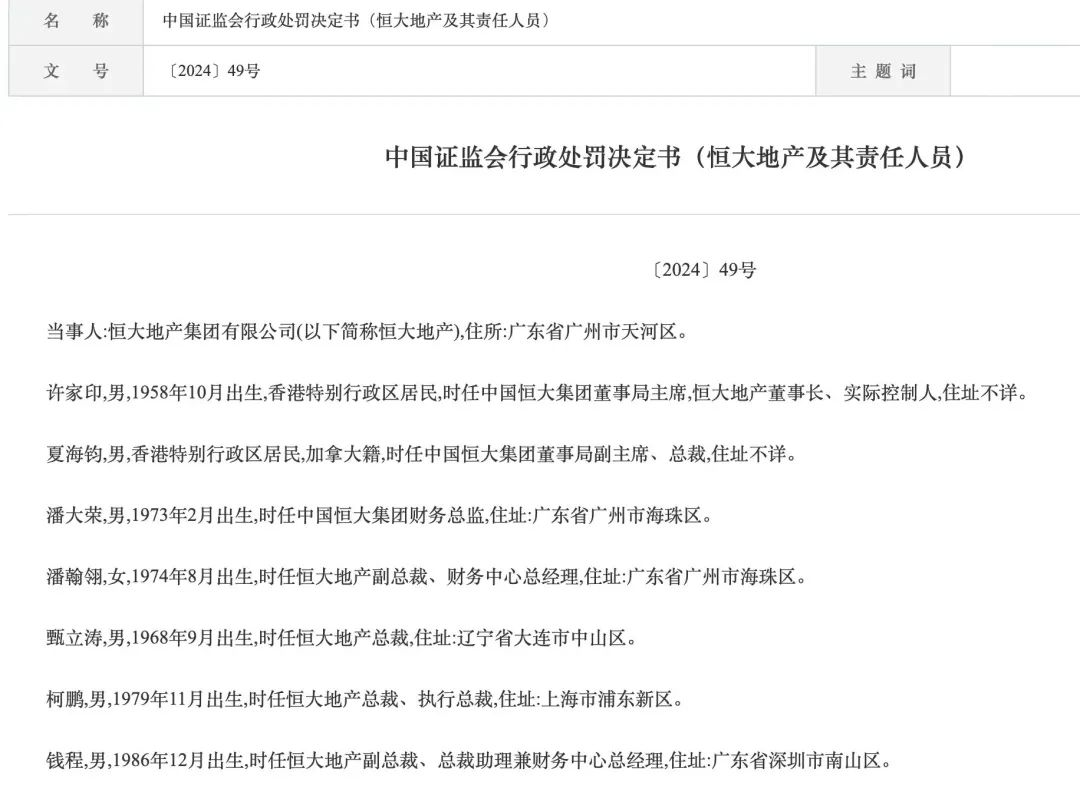 名 称 中国证监会行政处罚决定书（恒大地产及其责任人员）
文 号 〔2024〕49号 主 题 词
中国证监会行政处罚决定书（恒大地产及其责任人员）
〔2024〕49号
当事人:恒大地产集团有限公司(以下简称恒大地产),住所:广东省广州市天河区。
许家印,男,1958年10月出生,香港特别行政区居民,时任中国恒大集团董事局主席,恒大地产董事长、实际控制人,住址不详。
夏海钧,男,香港特别行政区居民,加拿大籍,时任中国恒大集团董事局副主席、总裁,住址不详。
潘大荣,男,1973年2月出生,时任中国恒大集团财务总监,住址:广东省广州市海珠区。
潘翰翎,女,1974年8月出生,时任恒大地产副总裁、财务中心总经理,住址:广东省广州市海珠区。
甄立涛,男,1968年9月出生,时任恒大地产总裁,住址:辽宁省大连市中山区。
柯鹏,男,1979年11月出生,时任恒大地产总裁、执行总裁,住址:上海市浦东新区。
钱程,男,1986年12月出生,时任恒大地产副总裁、总裁助理兼财务中心总经理,住址:广东省深圳市南山区。